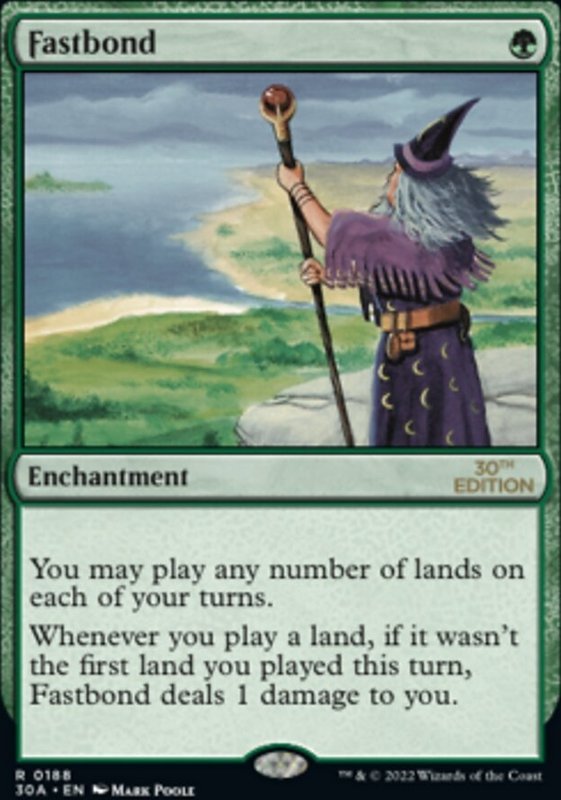 Fastbond
Enchantment
30TH
EDITION
You may play any number of lands on
each of your turns.
Whenever you play a land, if it wasn't
the first land you played this turn,
Fastbond deals 1 damage to you.
R 0188
30A • EN Mark Poole
™ & © 2022 Wizards of the Coast